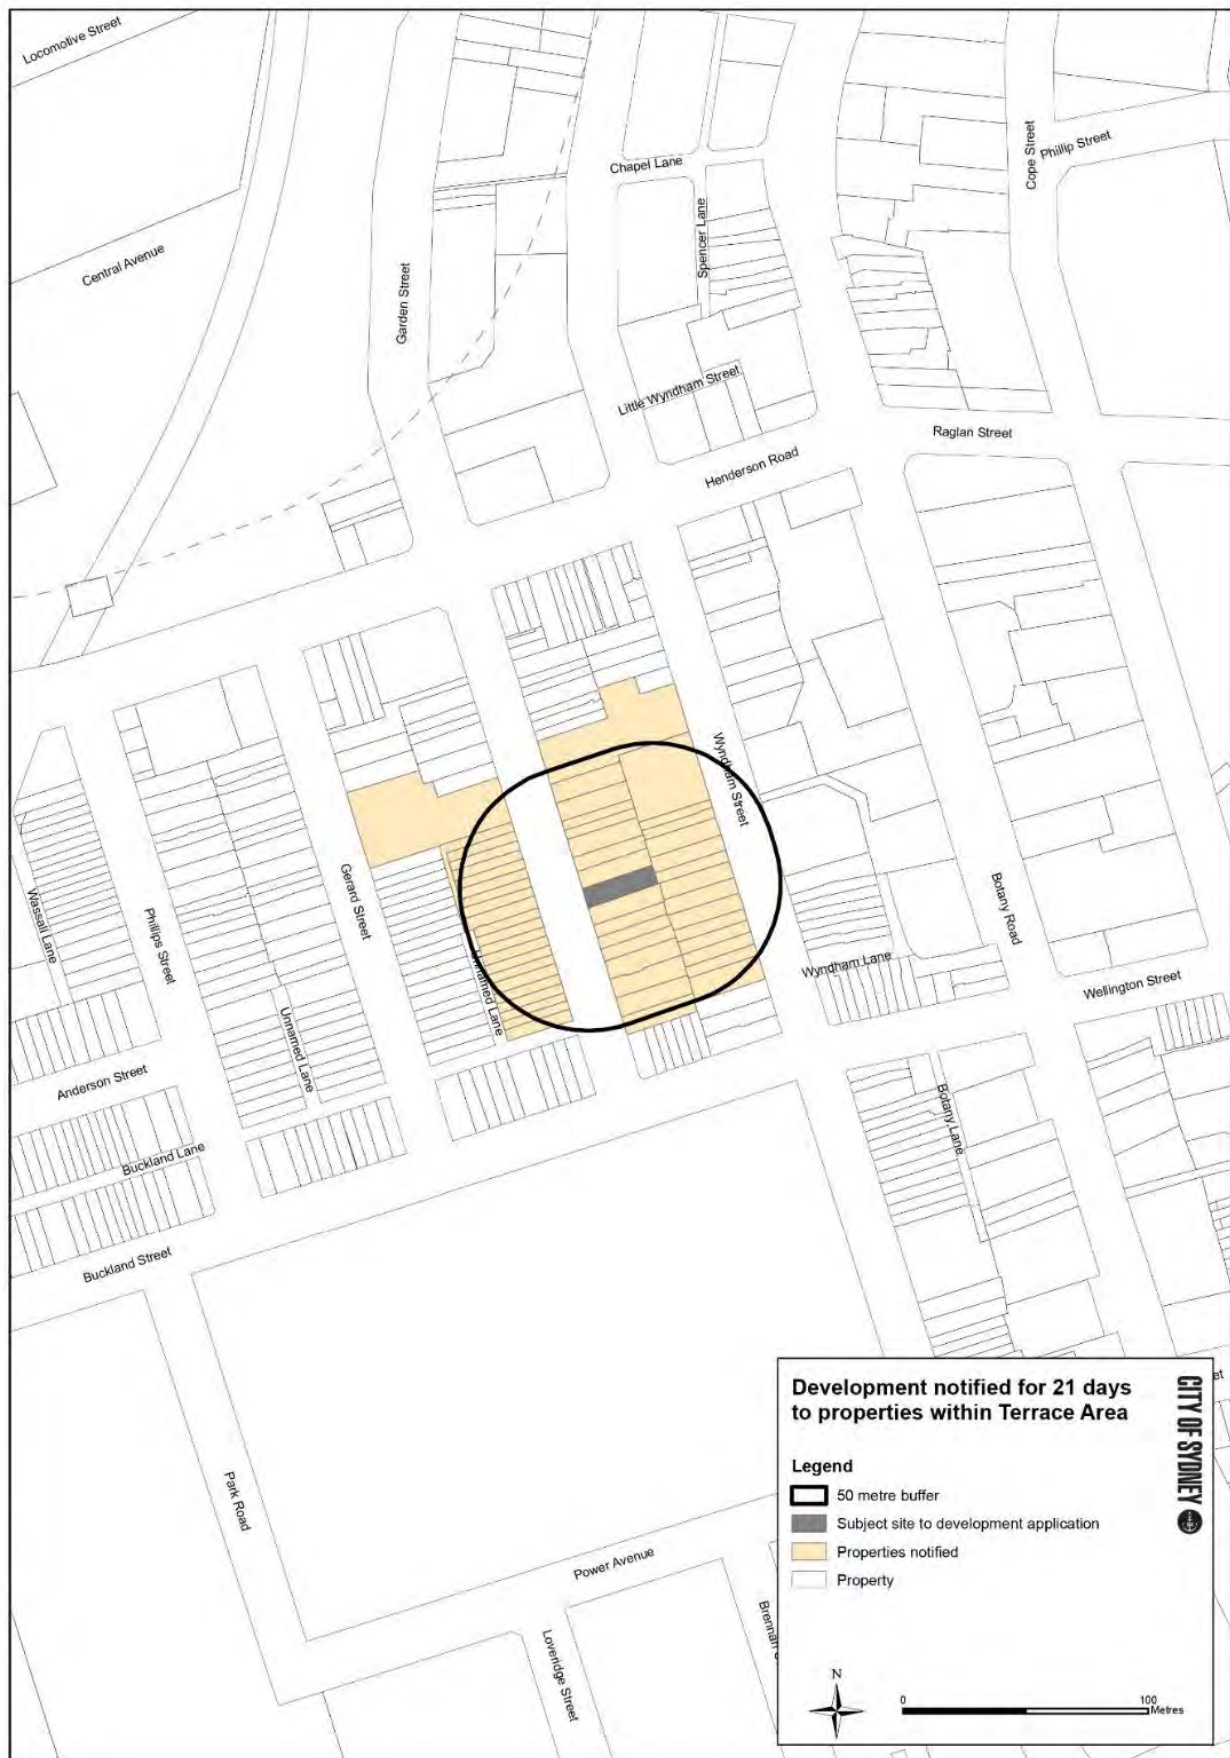 Locomotive Street
Cope Street
Phillip Street
Chapel Lane
Spencer Lane
Central Avenue
Garden Street
Little Wyndham Street
Raglan Street
Henderson Road
Wyndham Street
Gerard Street
Wassall Lane
Phillips Street
Botany Road
Unnamed Lane
Wyndham Lane
Wellington Street
Unnamed Lane
Anderson Street
Botany Lane
Buckland Lane
Buckland Street
Park Road
Power Avenue
Loveridge Street
Development notified for 21 days
to properties within Terrace Area
CITY OF SYDNEY
Legend
50 metre buffer
Subject site to development application
Properties notified
Property
N
0
100
Metres